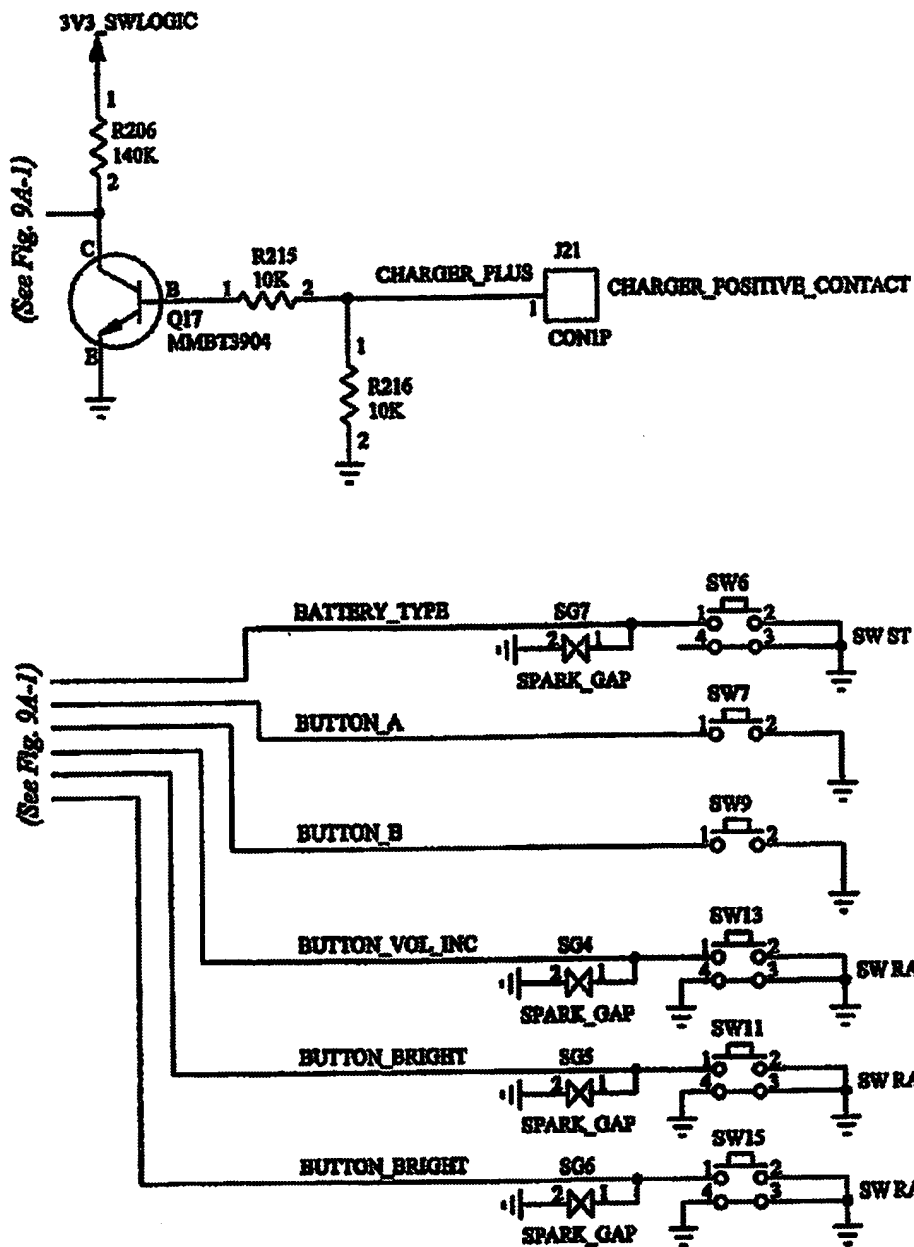 3V3_SWLOGIC
1
R206
140K
2
(See Fig. 9A-1)
C
B
Q17
MMBT3904
E
R215
10K
1 2
CHARGER_PLUS
J21
1
CON1P
CHARGER_POSITIVE_CONTACT
1
R216
10K
2
(See Fig. 9A-1)
BATTERY_TYPE
SG7
2 1
SPARK_GAP
SW6
1 2
4 3
SW ST
BUTTON_A
SW7
1 2
BUTTON_B
SW9
1 2
BUTTON_VOL_INC
SG4
2 1
SPARK_GAP
SW13
1 2
4 3
SW RA
BUTTON_BRIGHT
SG5
2 1
SPARK_GAP
SW11
1 2
4 3
SW RA
BUTTON_BRIGHT
SG6
2 1
SPARK_GAP
SW15
1 2
4 3
SW RA